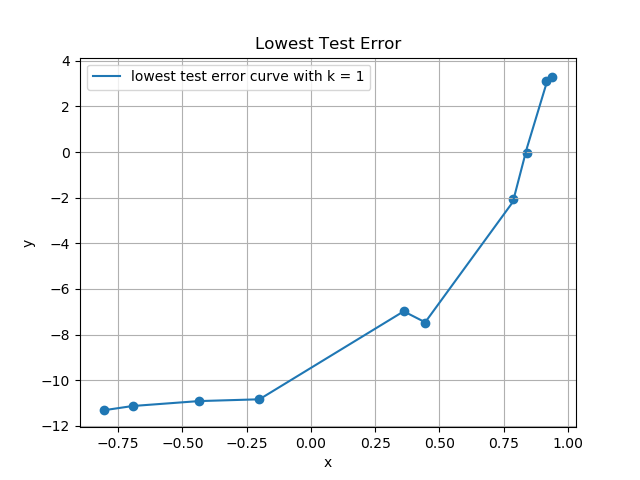 Lowest Test Error
lowest test error curve with k = 1
4
2
0
−2
−4
−6
−8
−10
−12
y
−0.75 −0.50 −0.25 0.00 0.25 0.50 0.75 1.00
x